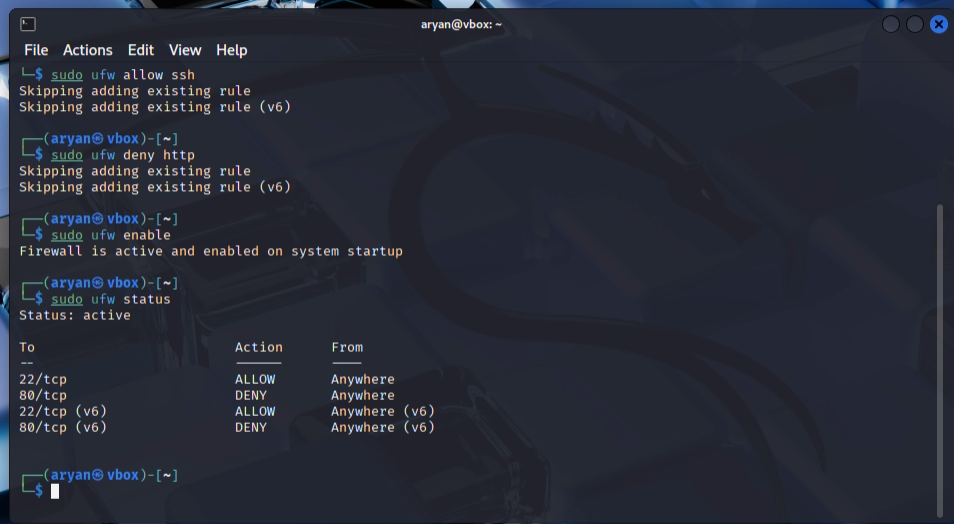 aryan@vbox: ~
File Actions Edit View Help
└─$ sudo ufw allow ssh
Skipping adding existing rule
Skipping adding existing rule (v6)
┌──(aryan㉿vbox)-[~]
└─$ sudo ufw deny http
Skipping adding existing rule
Skipping adding existing rule (v6)
┌──(aryan㉿vbox)-[~]
└─$ sudo ufw enable
Firewall is active and enabled on system startup
┌──(aryan㉿vbox)-[~]
└─$ sudo ufw status
Status: active
To Action From
-- ------ ----
22/tcp ALLOW Anywhere
80/tcp DENY Anywhere
22/tcp (v6) ALLOW Anywhere (v6)
80/tcp (v6) DENY Anywhere (v6)
┌──(aryan㉿vbox)-[~]
└─$